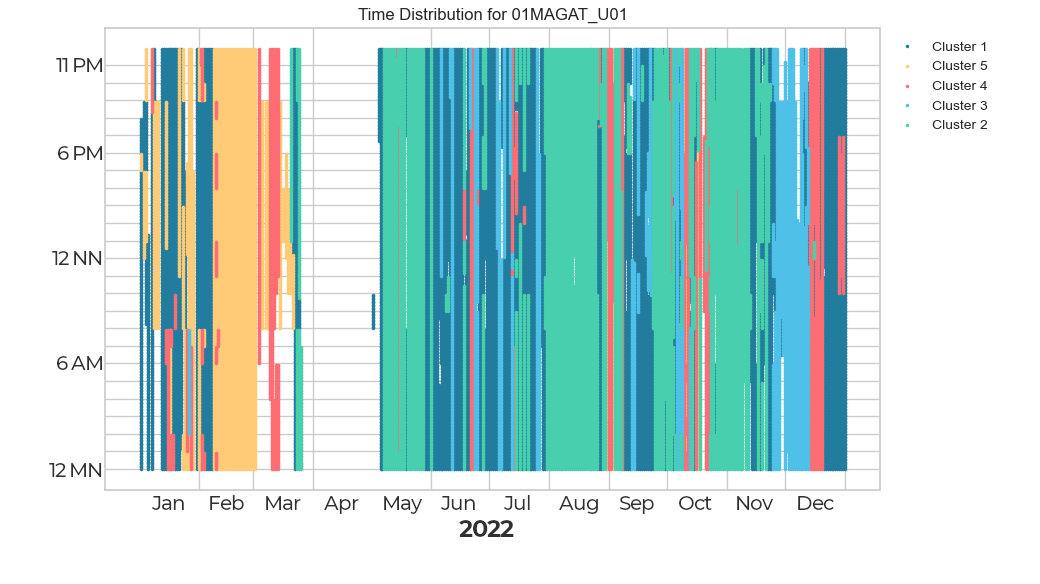 Time Distribution for 01MAGAT_U01
11 PM
6 PM
12 NN
6 AM
12 MN
Jan Feb Mar Apr May Jun Jul Aug Sep Oct Nov Dec
2022
Cluster 1
Cluster 5
Cluster 4
Cluster 3
Cluster 2